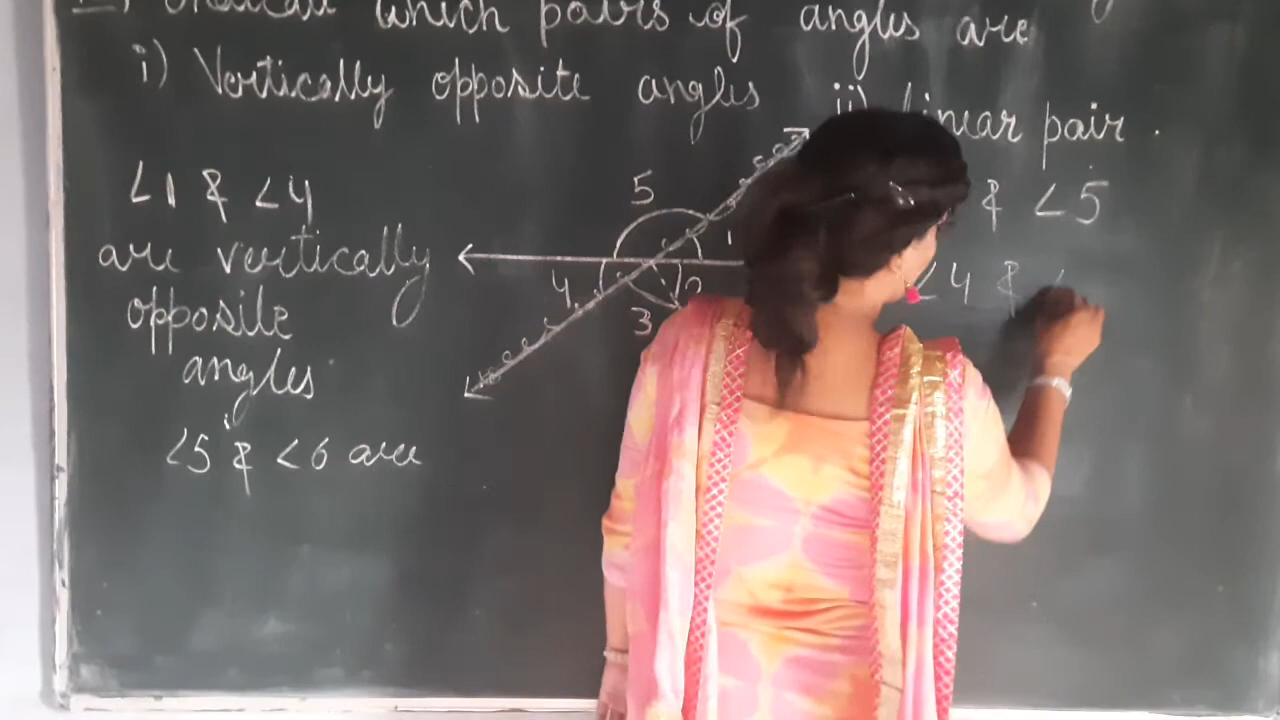 which pairs of angles are
i) Vertically opposite angles ii) linear pair.
∠1 & ∠4
are vertically
opposite
angles
∠5 & ∠6 are
5
1
4
2
3
& ∠5
∠4 &